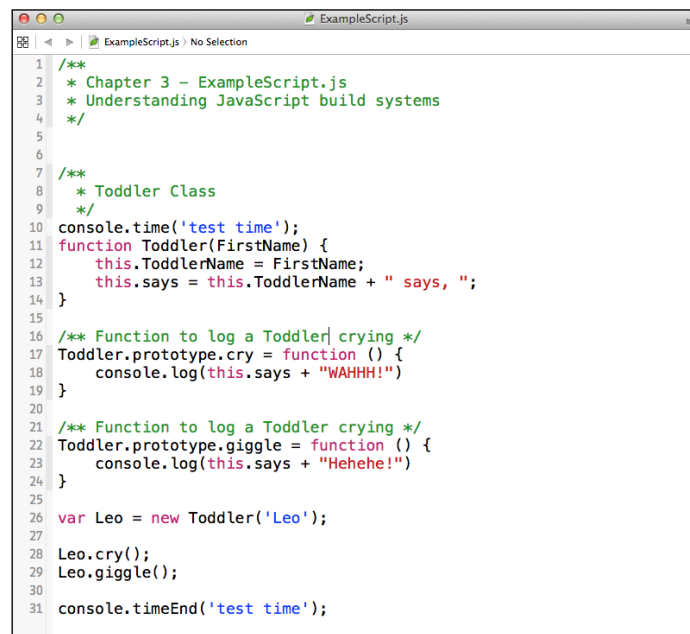 ExampleScript.js
ExampleScript.js 〉 No Selection
1 /**
2  * Chapter 3 – ExampleScript.js
3  * Understanding JavaScript build systems
4  */
5
6
7 /**
8   * Toddler Class
9   */
10 console.time('test time');
11 function Toddler(FirstName) {
12     this.ToddlerName = FirstName;
13     this.says = this.ToddlerName + " says, ";
14 }
15
16 /** Function to log a Toddler crying */
17 Toddler.prototype.cry = function () {
18     console.log(this.says + "WAHHH!")
19 }
20
21 /** Function to log a Toddler crying */
22 Toddler.prototype.giggle = function () {
23     console.log(this.says + "Hehehe!")
24 }
25
26 var Leo = new Toddler('Leo');
27
28 Leo.cry();
29 Leo.giggle();
30
31 console.timeEnd('test time');